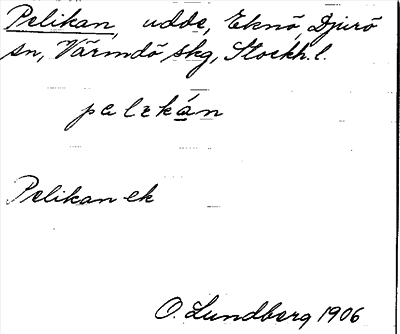 Pelikan, udde, Eknö, Djurö
sn, Värmdö skg, Stockh. l.
pelikán
Pelikan ek
O. Lundberg 1906